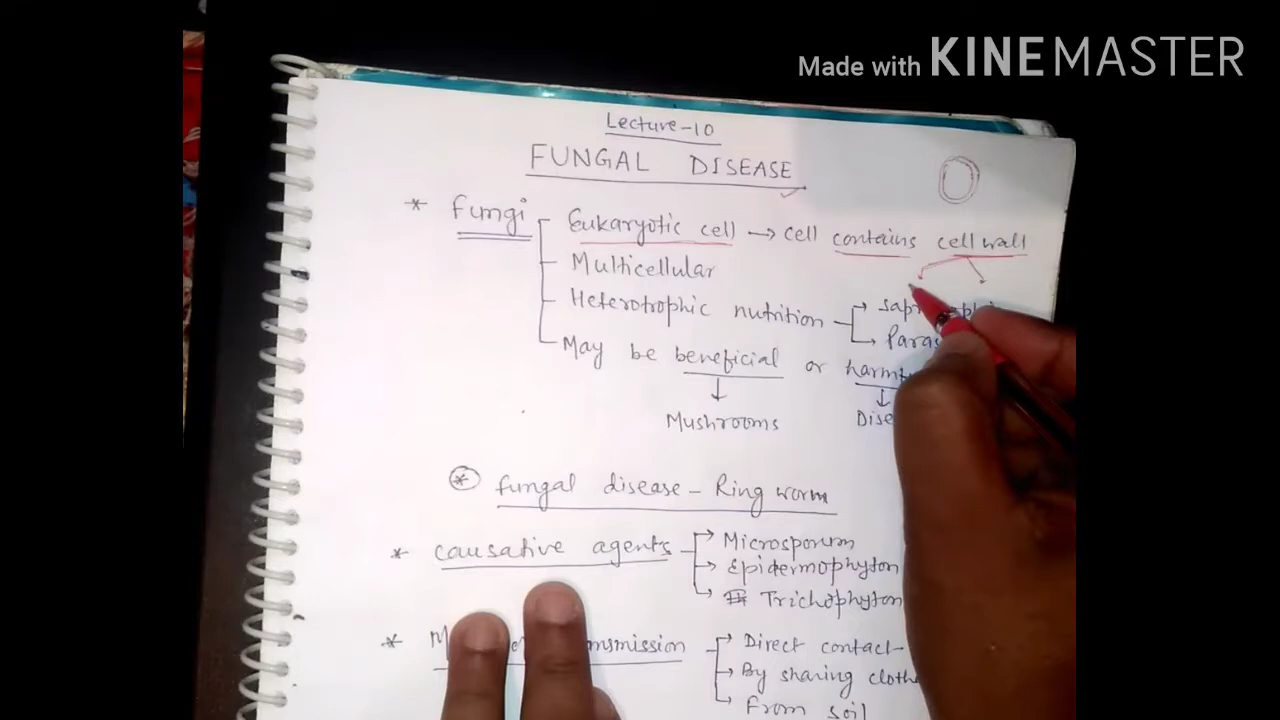 Made with KINEMASTER
Lecture-10
FUNGAL DISEASE
* Fungi
Eukaryotic cell → cell contains cell wall
Multicellular
Heterotrophic nutrition
May be beneficial or
Mushrooms
* fungal disease - Ring worm
* causative agents → Microsporum
→ Epidermophyton
→ Trichophyton
*
→ Direct contact
→ By sharing
→ From soil